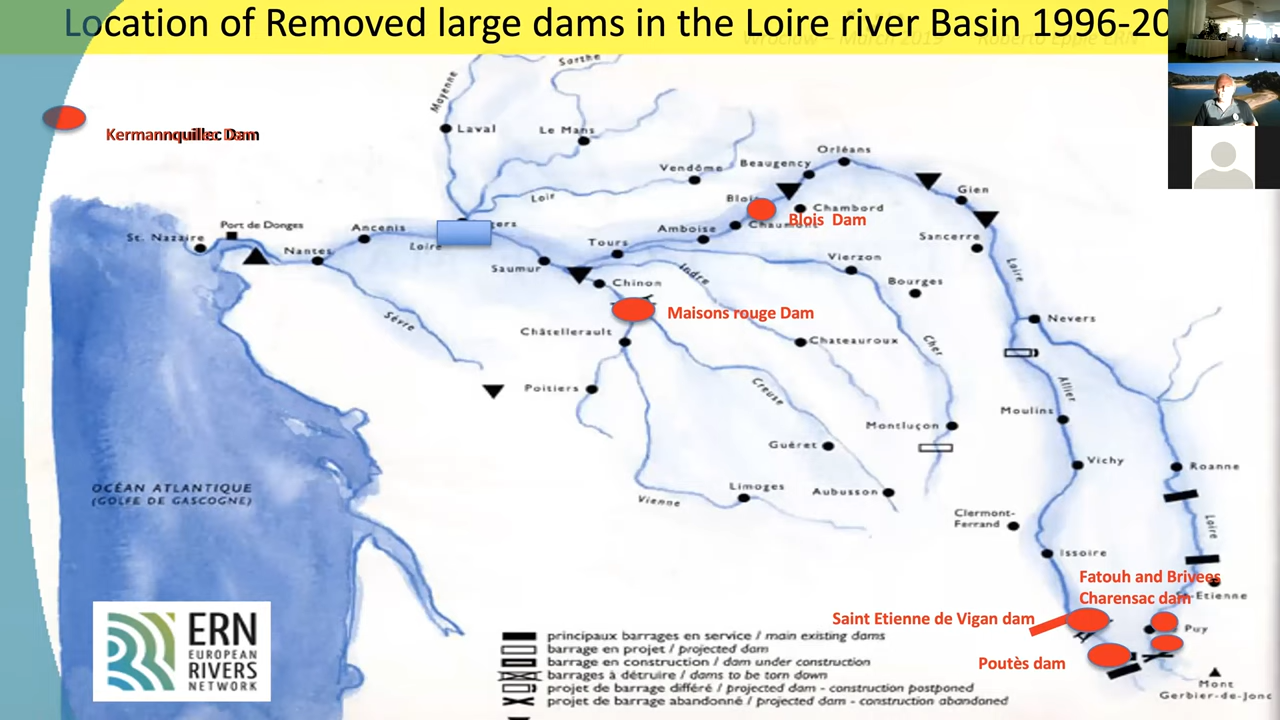 Location of Removed large dams in the Loire river Basin 1996-20
Kermannquillec Dam
Mayenne
Sarthe
Laval
Le Mans
Vendôme
Beaugency
Orléans
Gien
Loir
Blois
Chambord
Blois Dam
Chaumont
Port de Donges
St. Nazaire
Ancenis
Nantes
Loire
gers
Tours
Amboise
Sancerre
Saumur
Vierzon
Chinon
Indre
Bourges
Loire
Maisons rouge Dam
Sèvre
Châtellerault
Chateauroux
Cher
Nevers
Poitiers
Creuse
Allier
Moulins
Montluçon
Guéret
Vichy
Roanne
OCÉAN ATLANTIQUE
(GOLFE DE GASCOGNE)
Limoges
Aubusson
Vienne
Clermont-
Ferrand
Loire
Issoire
Fatouh and Brivees
Charensac dam
Etienne
Saint Etienne de Vigan dam
Puy
Poutès dam
Mont
Gerbier-de-Jonc
ERN
EUROPEAN
RIVERS
NETWORK
principaux barrages en service / main existing dams
barrage en projet / projected dam
barrage en construction / dam under construction
barrages à détruire / dams to be torn down
projet de barrage différé / projected dam - construction postponed
projet de barrage abandonné / projected dam - construction abandoned